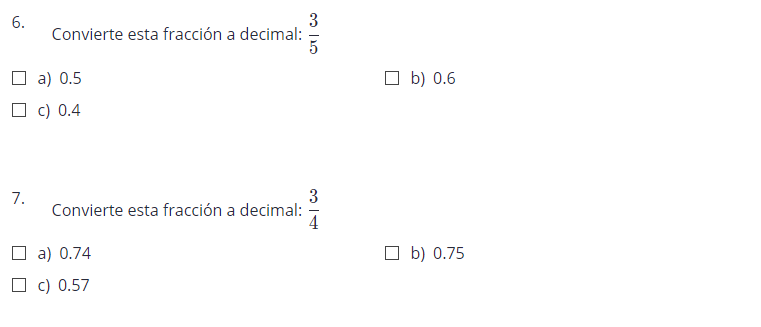 6.
Convierte esta fracción a decimal: 3/5
a) 0.5
b) 0.6
c) 0.4
7.
Convierte esta fracción a decimal: 3/4
a) 0.74
b) 0.75
c) 0.57